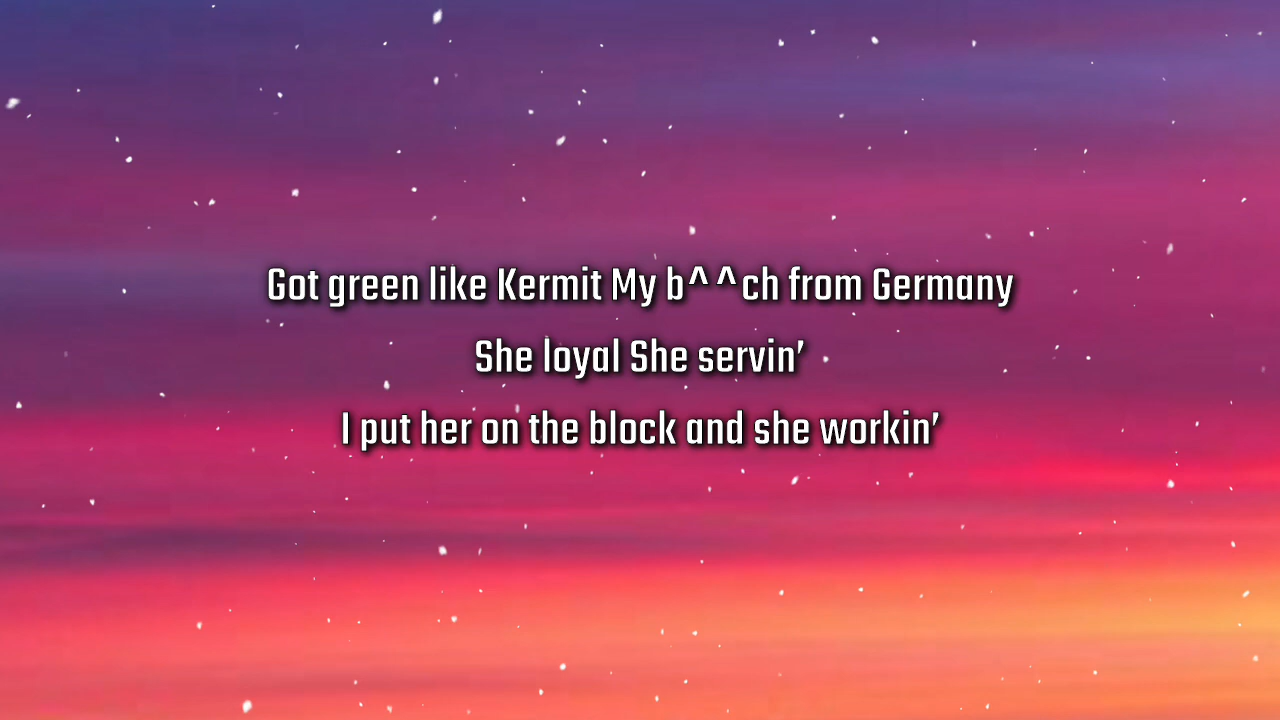 Got green like Kermit My b^^ch from Germany
She loyal She servin’
I put her on the block and she workin’